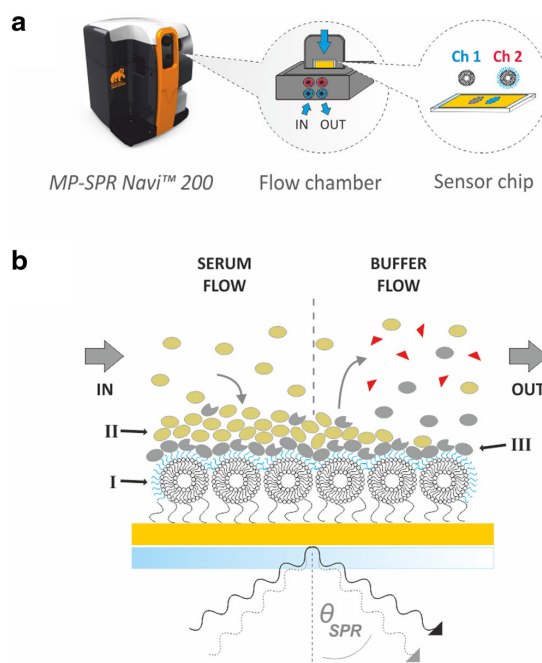 a
Ch 1 Ch 2
IN OUT
MP-SPR Navi™ 200 Flow chamber Sensor chip
b
SERUM FLOW
BUFFER FLOW
IN
OUT
II
III
I
θSPR